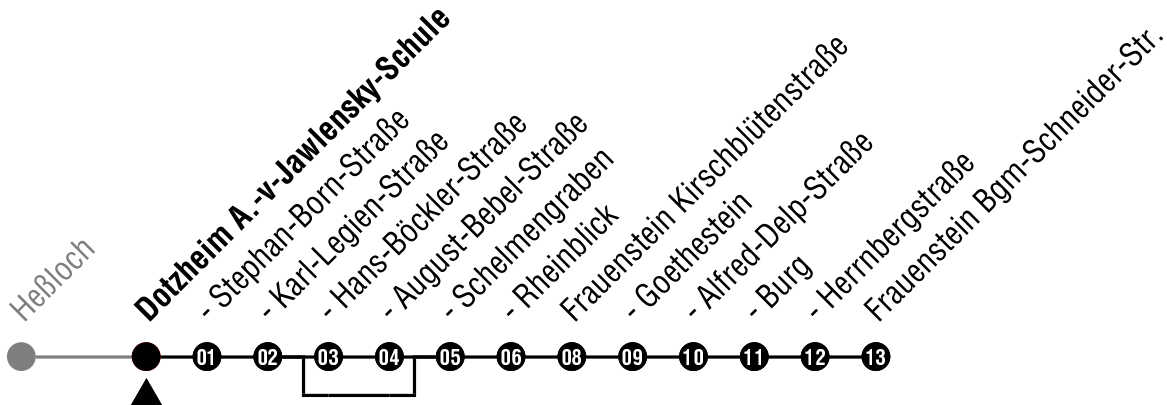 Heßloch
Dotzheim A.-v-Jawlensky-Schule
- Stephan-Born-Straße
- Karl-Legien-Straße
- Hans-Böckler-Straße
- August-Bebel-Straße
- Schelmengraben
- Rheinblick
Frauenstein Kirschblütenstraße
- Goethestein
- Alfred-Delp-Straße
- Burg
- Herrnbergstraße
Frauenstein Bgm-Schneider-Str.
01 02 03 04 05 06 08 09 10 11 12 13